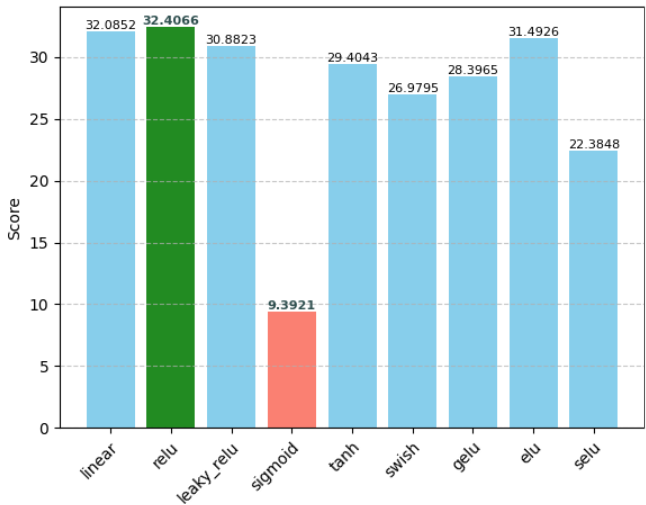 32.0852
32.4066
30.8823
9.3921
29.4043
26.9795
28.3965
31.4926
22.3848
Score
30
25
20
15
10
5
0
linear
relu
leaky_relu
sigmoid
tanh
swish
gelu
elu
selu